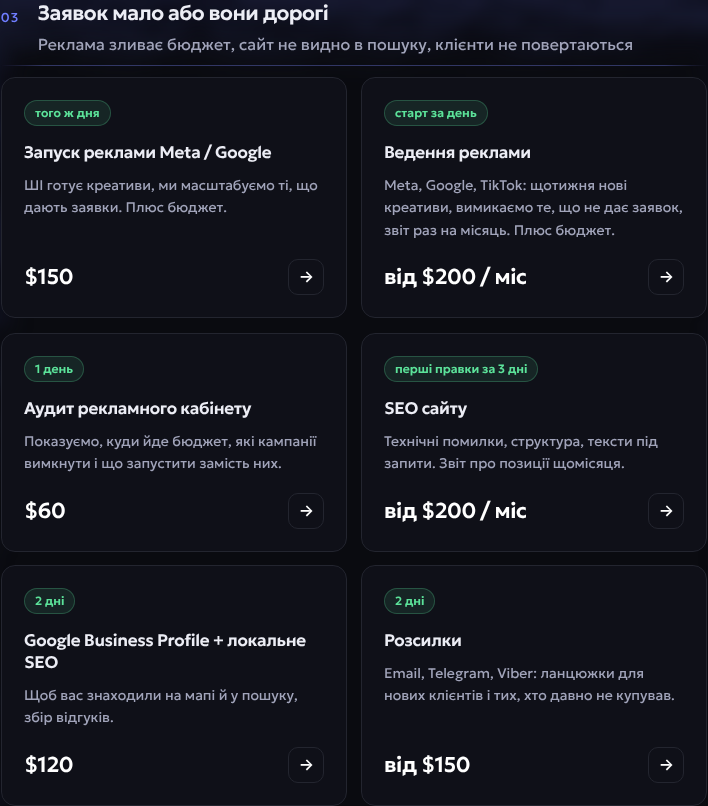 03
Заявок мало або вони дорогі
Реклама зливає бюджет, сайт не видно в пошуку, клієнти не повертаються
того ж дня
Запуск реклами Meta / Google
ШІ готує креативи, ми масштабуємо ті, що
дають заявки. Плюс бюджет.
$150
→
старт за день
Ведення реклами
Meta, Google, TikTok: щотижня нові
креативи, вимикаємо те, що не дає заявок,
звіт раз на місяць. Плюс бюджет.
від $200 / міс
→
1 день
Аудит рекламного кабінету
Показуємо, куди йде бюджет, які кампанії
вимкнути і що запустити замість них.
$60
→
перші правки за 3 дні
SEO сайту
Технічні помилки, структура, тексти під
запити. Звіт про позиції щомісяця.
від $200 / міс
→
2 дні
Google Business Profile + локальне
SEO
Щоб вас знаходили на мапі й у пошуку,
збір відгуків.
$120
→
2 дні
Розсилки
Email, Telegram, Viber: ланцюжки для
нових клієнтів і тих, хто давно не купував.
від $150
→